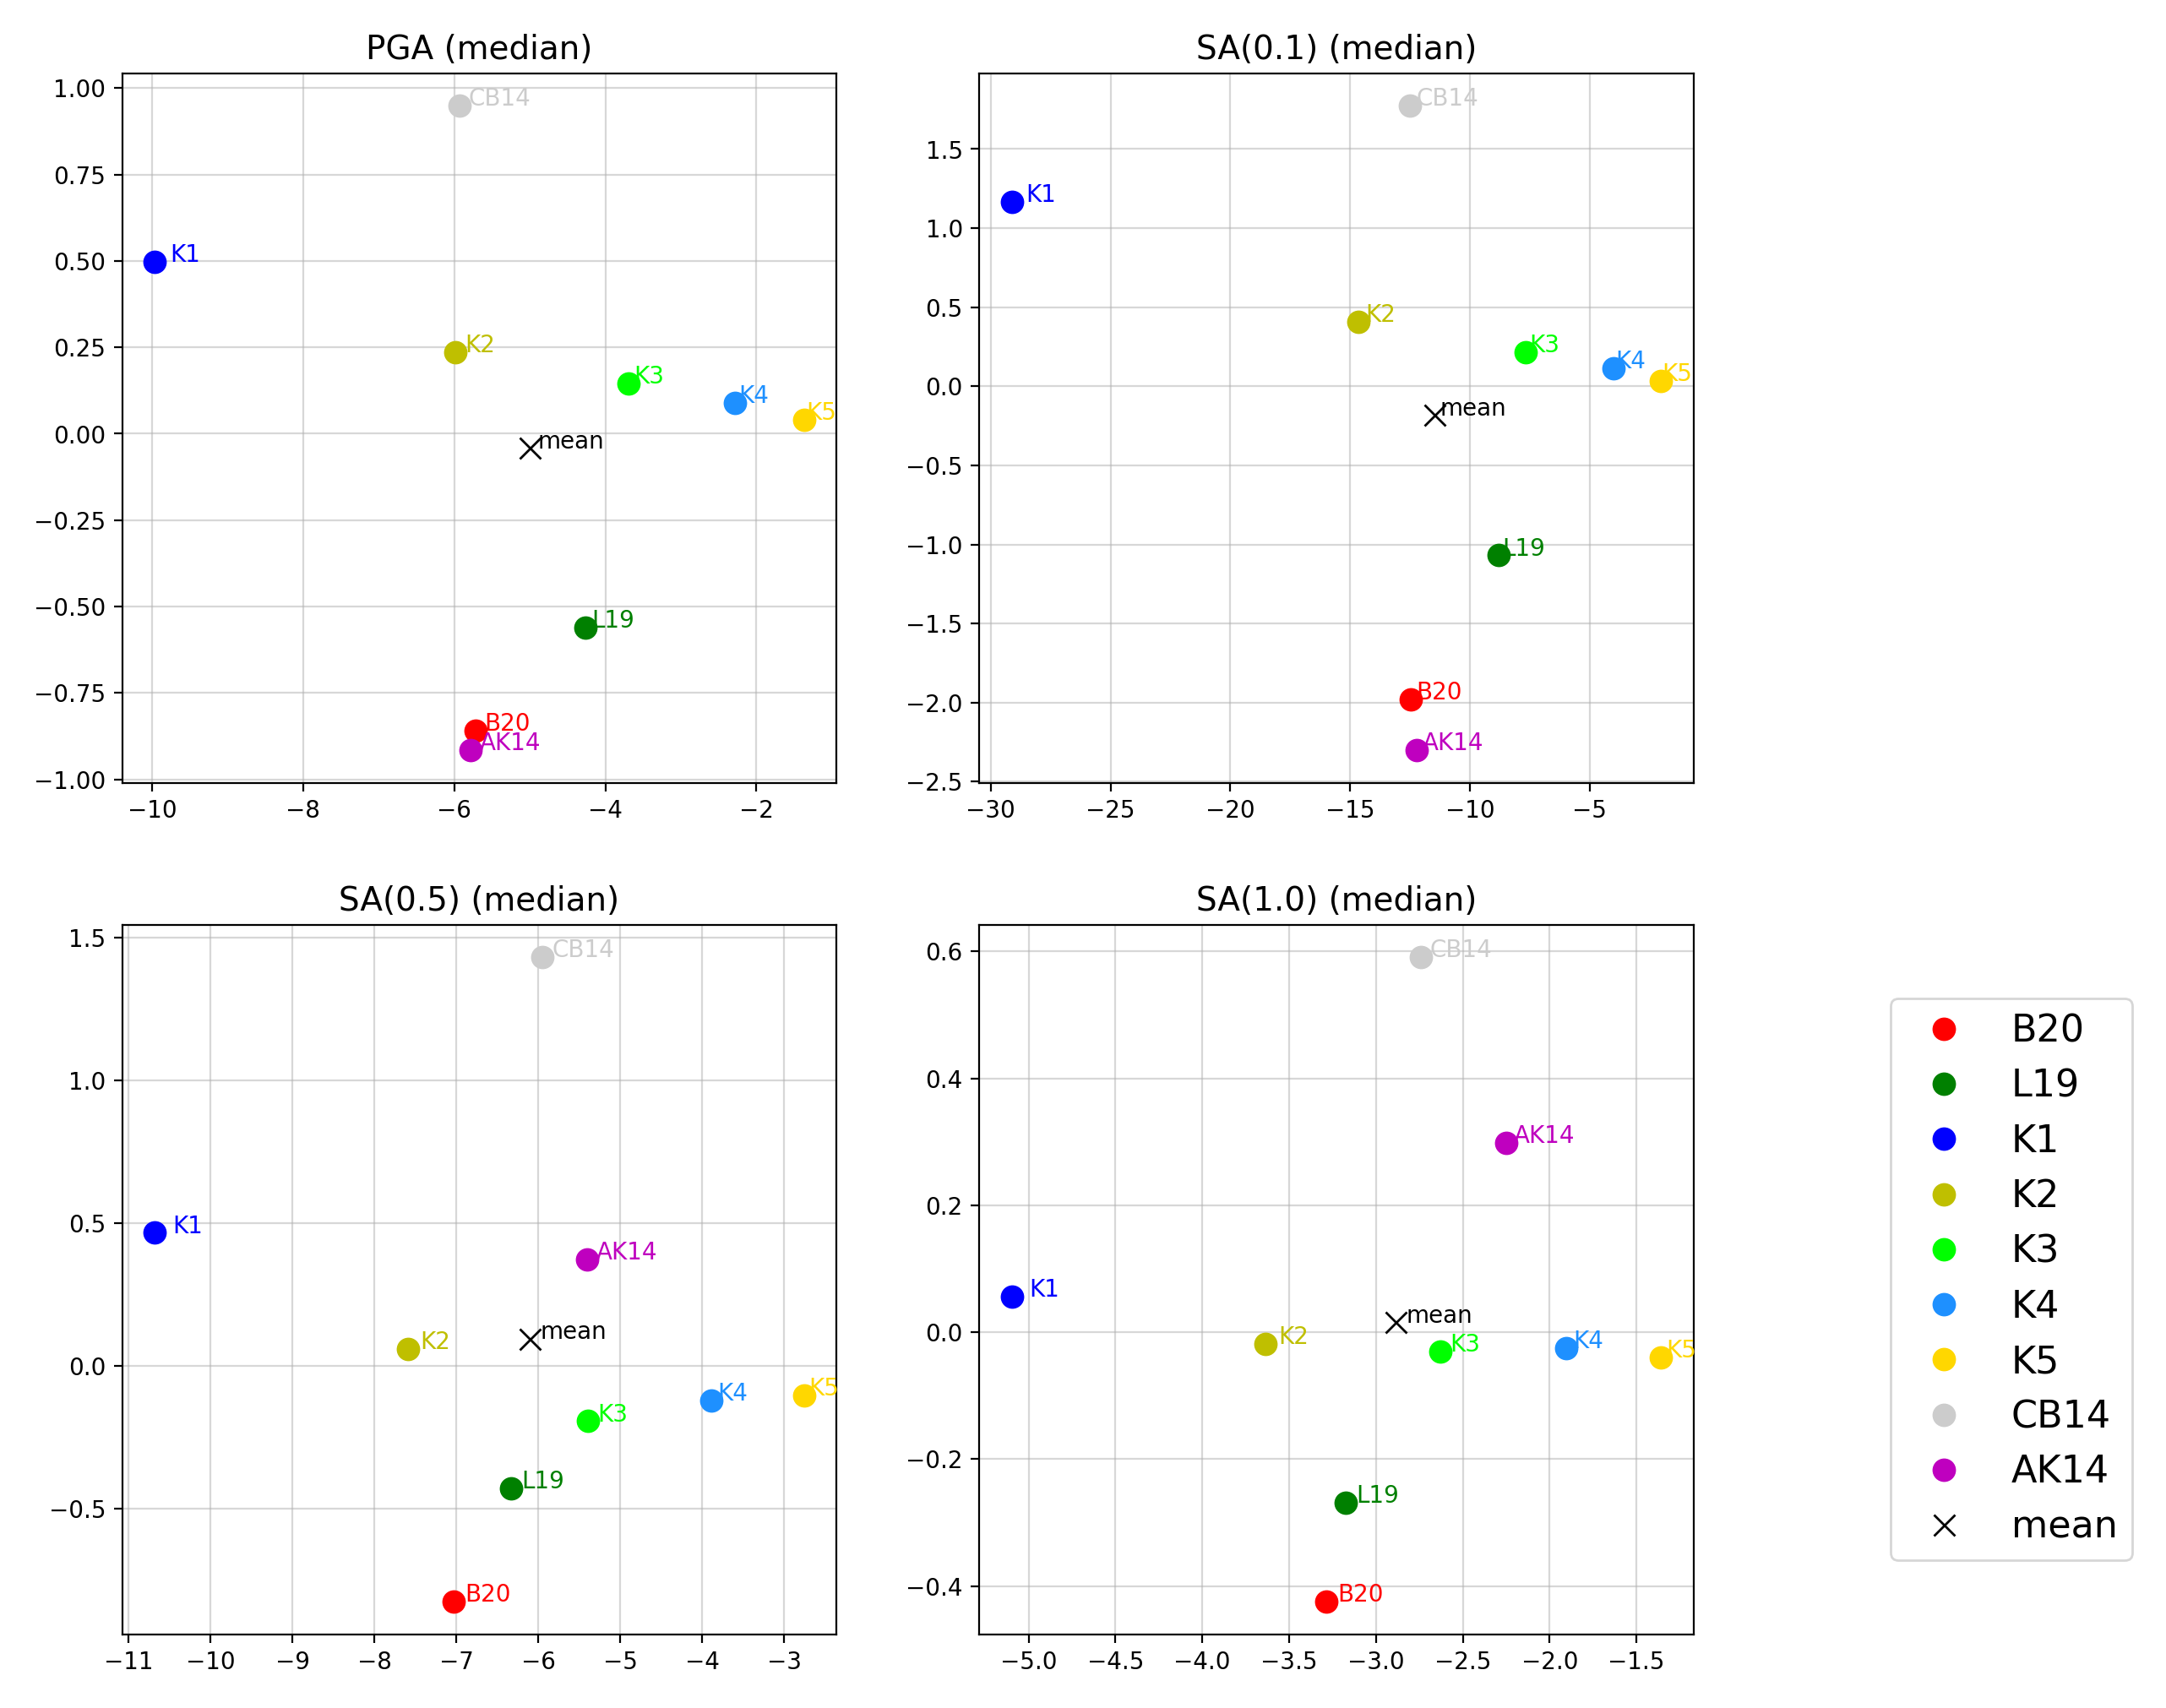 PGA (median)
1.00
0.75
0.50
0.25
0.00
−0.25
−0.50
−0.75
−1.00
CB14
K1
K2
K3
K4
K5
mean
L19
B20
AK14
−10 −8 −6 −4 −2
SA(0.1) (median)
1.5
1.0
0.5
0.0
−0.5
−1.0
−1.5
−2.0
−2.5
CB14
K1
K2
K3
K4
K5
mean
L19
B20
AK14
−30 −25 −20 −15 −10 −5
SA(0.5) (median)
1.5
1.0
0.5
0.0
−0.5
CB14
K1
AK14
mean
K2
K4
K5
K3
L19
B20
−11 −10 −9 −8 −7 −6 −5 −4 −3
SA(1.0) (median)
0.6
0.4
0.2
0.0
−0.2
−0.4
CB14
AK14
K1
mean
K2
K3
K4
K5
L19
B20
−5.0 −4.5 −4.0 −3.5 −3.0 −2.5 −2.0 −1.5
B20
L19
K1
K2
K3
K4
K5
CB14
AK14
mean